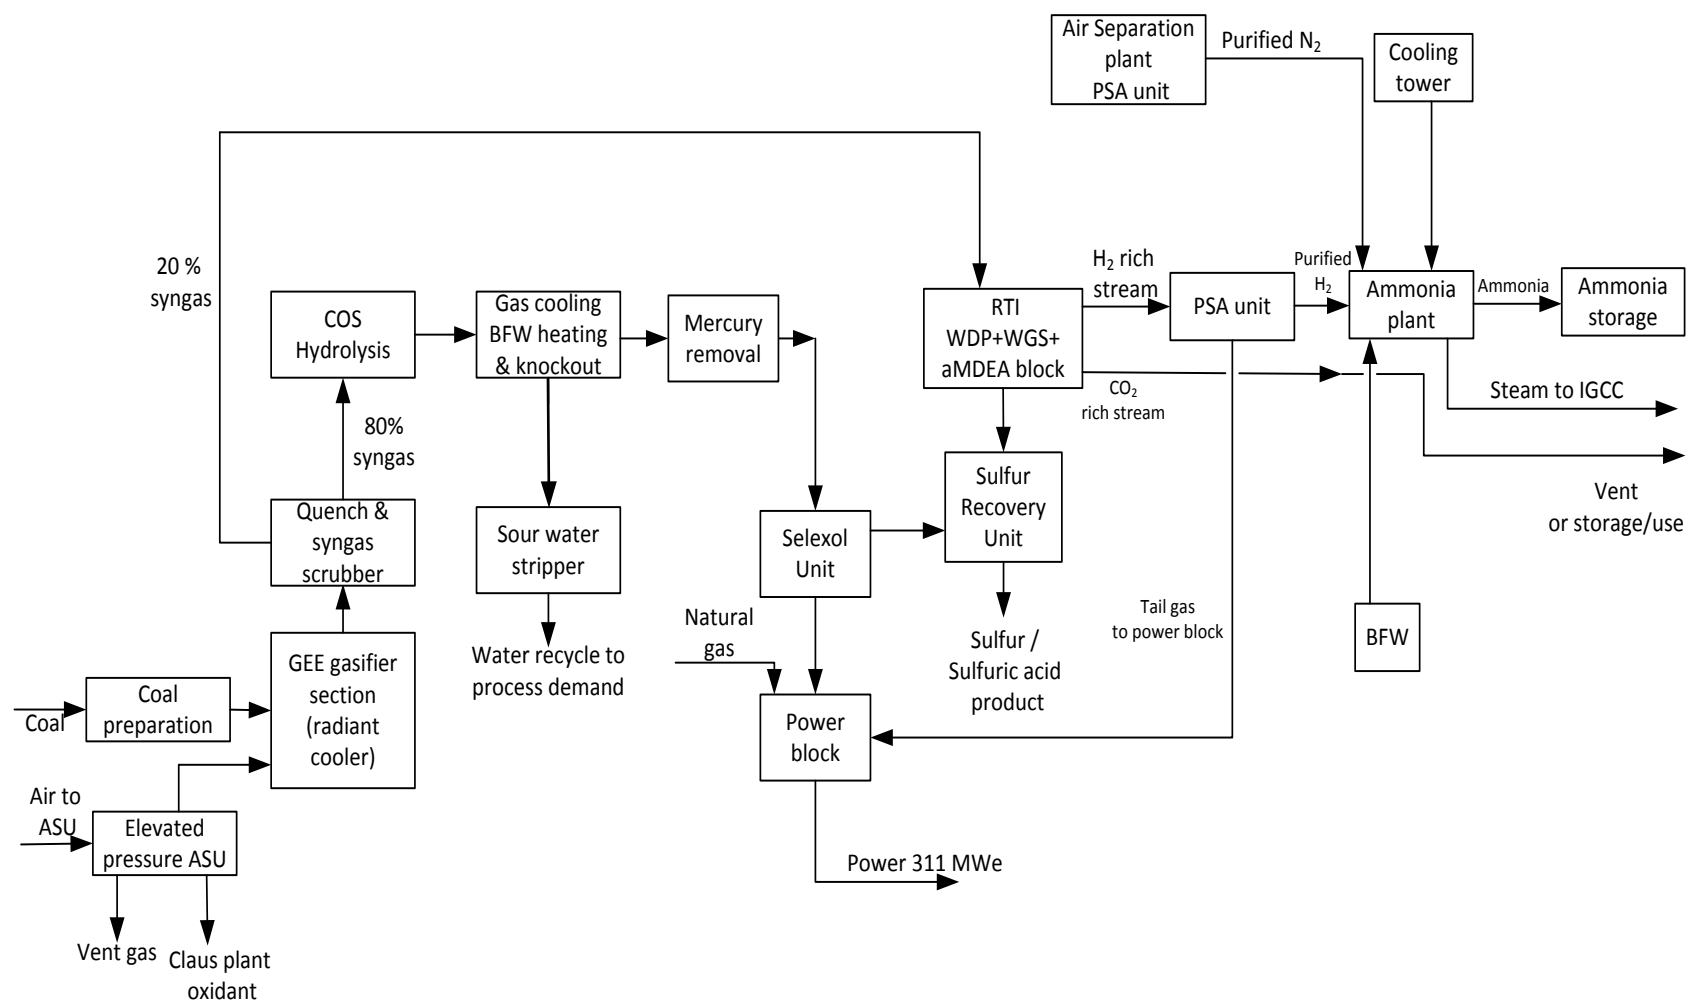 Air Separation
plant
PSA unit
Purified N2
Cooling
tower
20 %
syngas
COS
Hydrolysis
Gas cooling
BFW heating
& knockout
Mercury
removal
RTI
WDP+WGS+
aMDEA block
H2 rich
stream
PSA unit
Purified
H2
Ammonia
plant
Ammonia
Ammonia
storage
CO2
rich stream
Steam to IGCC
80%
syngas
Vent
or storage/use
Quench &
syngas
scrubber
Sour water
stripper
Selexol
Unit
Sulfur
Recovery
Unit
Natural
gas
Tail gas
to power block
BFW
Water recycle to
process demand
Sulfur /
Sulfuric acid
product
GEE gasifier
section
(radiant
cooler)
Coal
Coal
preparation
Power
block
Air to
ASU
Elevated
pressure ASU
Power 311 MWe
Vent gas
Claus plant
oxidant